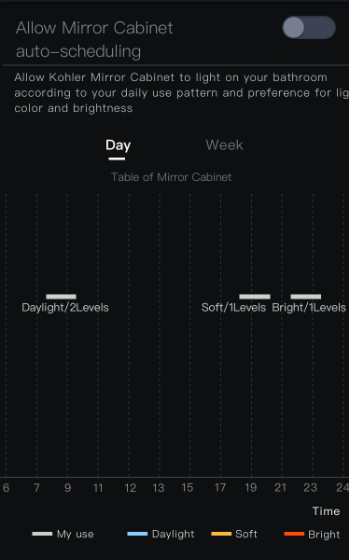 Allow Mirror Cabinet
auto-scheduling
Allow Kohler Mirror Cabinet to light on your bathroom
according to your daily use pattern and preference for lig
color and brightness
Day Week
Table of Mirror Cabinet
Daylight/2Levels Soft/1Levels Bright/1Levels
6 7 9 11 12 13 15 17 19 21 23 24
Time
My use Daylight Soft Bright